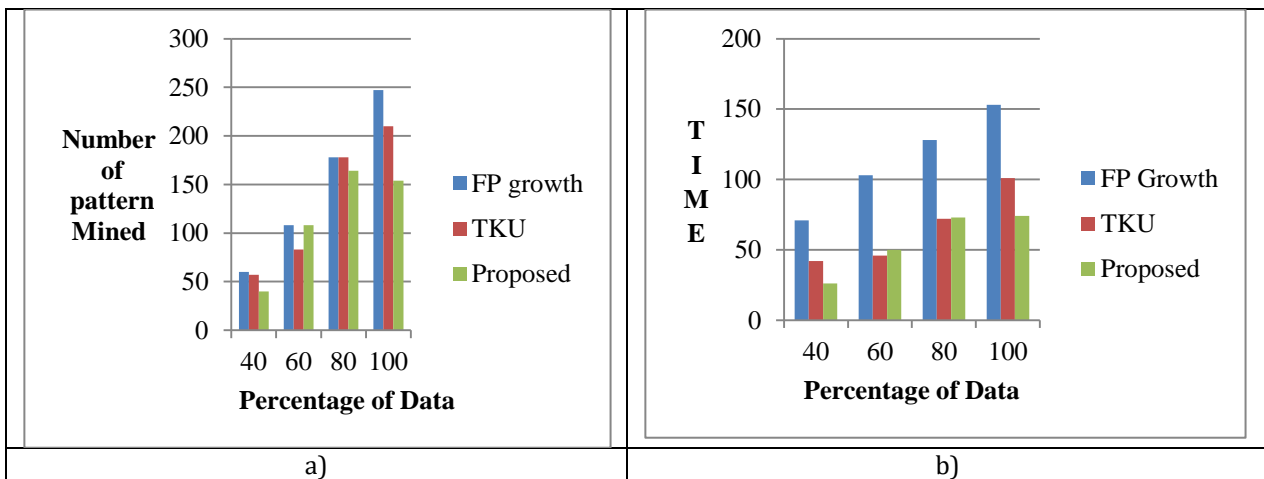 300
250
200
150
100
50
0
Number
of
pattern
Mined
40 60 80 100
Percentage of Data
FP growth
TKU
Proposed
a)
200
150
100
50
0
T
I
M
E
40 60 80 100
Percentage of Data
FP Growth
TKU
Proposed
b)